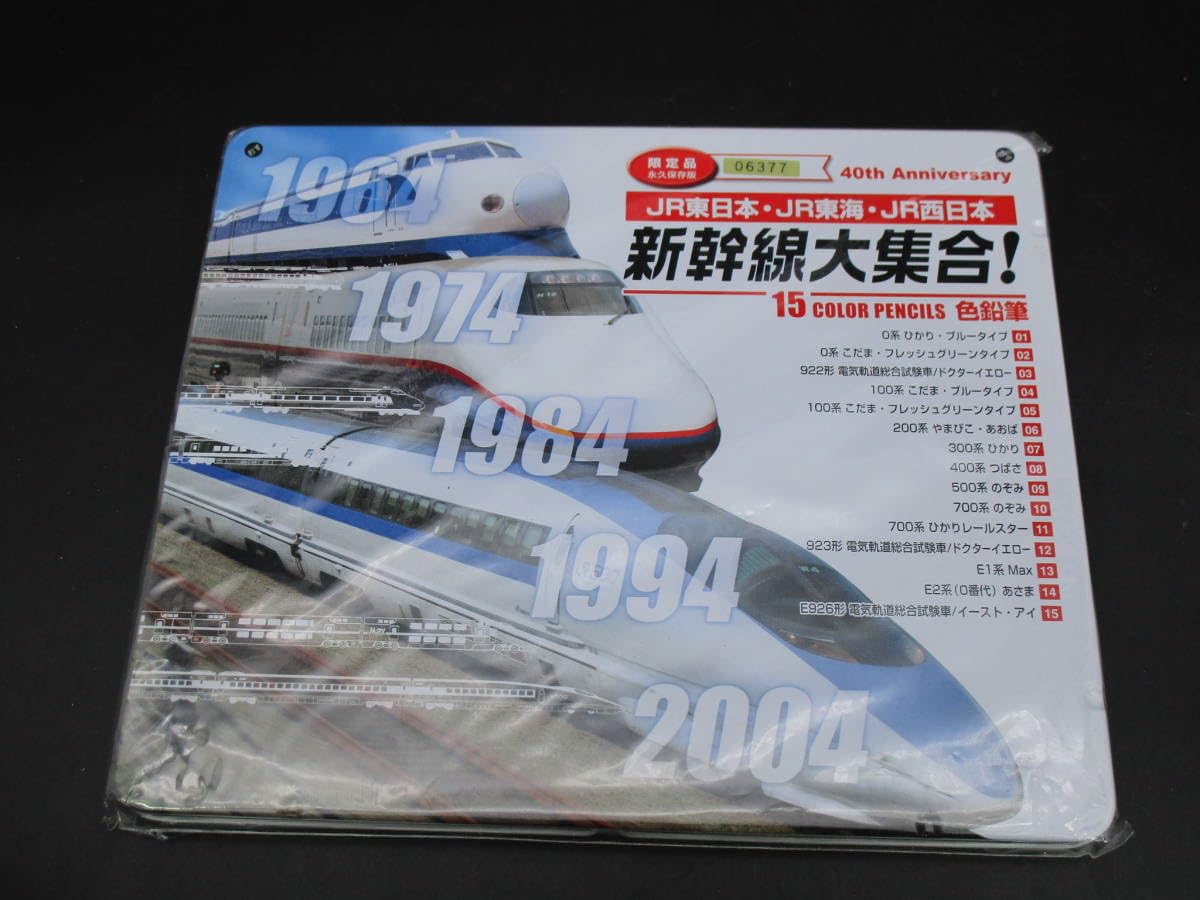 限定品
永久保存版
06377
40th Anniversary
JR東日本・JR東海・JR西日本
新幹線大集合!
15 COLOR PENCILS 色鉛筆
0系 ひかり・ブルータイプ 01
0系 こだま・フレッシュグリーンタイプ 02
922形 電気軌道総合試験車/ドクターイエロー 03
100系 こだま・ブルータイプ 04
100系 こだま・フレッシュグリーンタイプ 05
200系 やまびこ・あおば 06
300系 ひかり 07
400系 つばさ 08
500系 のぞみ 09
700系 のぞみ 10
700系 ひかりレールスター 11
923形 電気軌道総合試験車/ドクターイエロー 12
E1系 Max 13
E2系(0番代) あさま 14
E926形 電気軌道総合試験車/イースト・アイ 15
1964
1974
1984
1994
2004